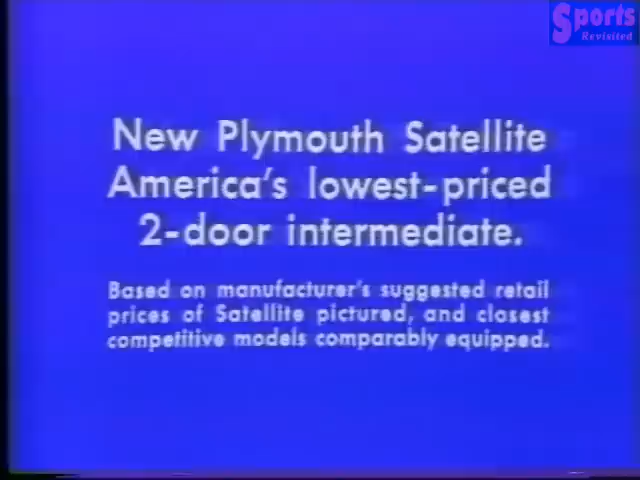 Sports
Revisited
New Plymouth Satellite
America's lowest-priced
2-door intermediate.
Based on manufacturer's suggested retail
prices of Satellite pictured, and closest
competitive models comparably equipped.